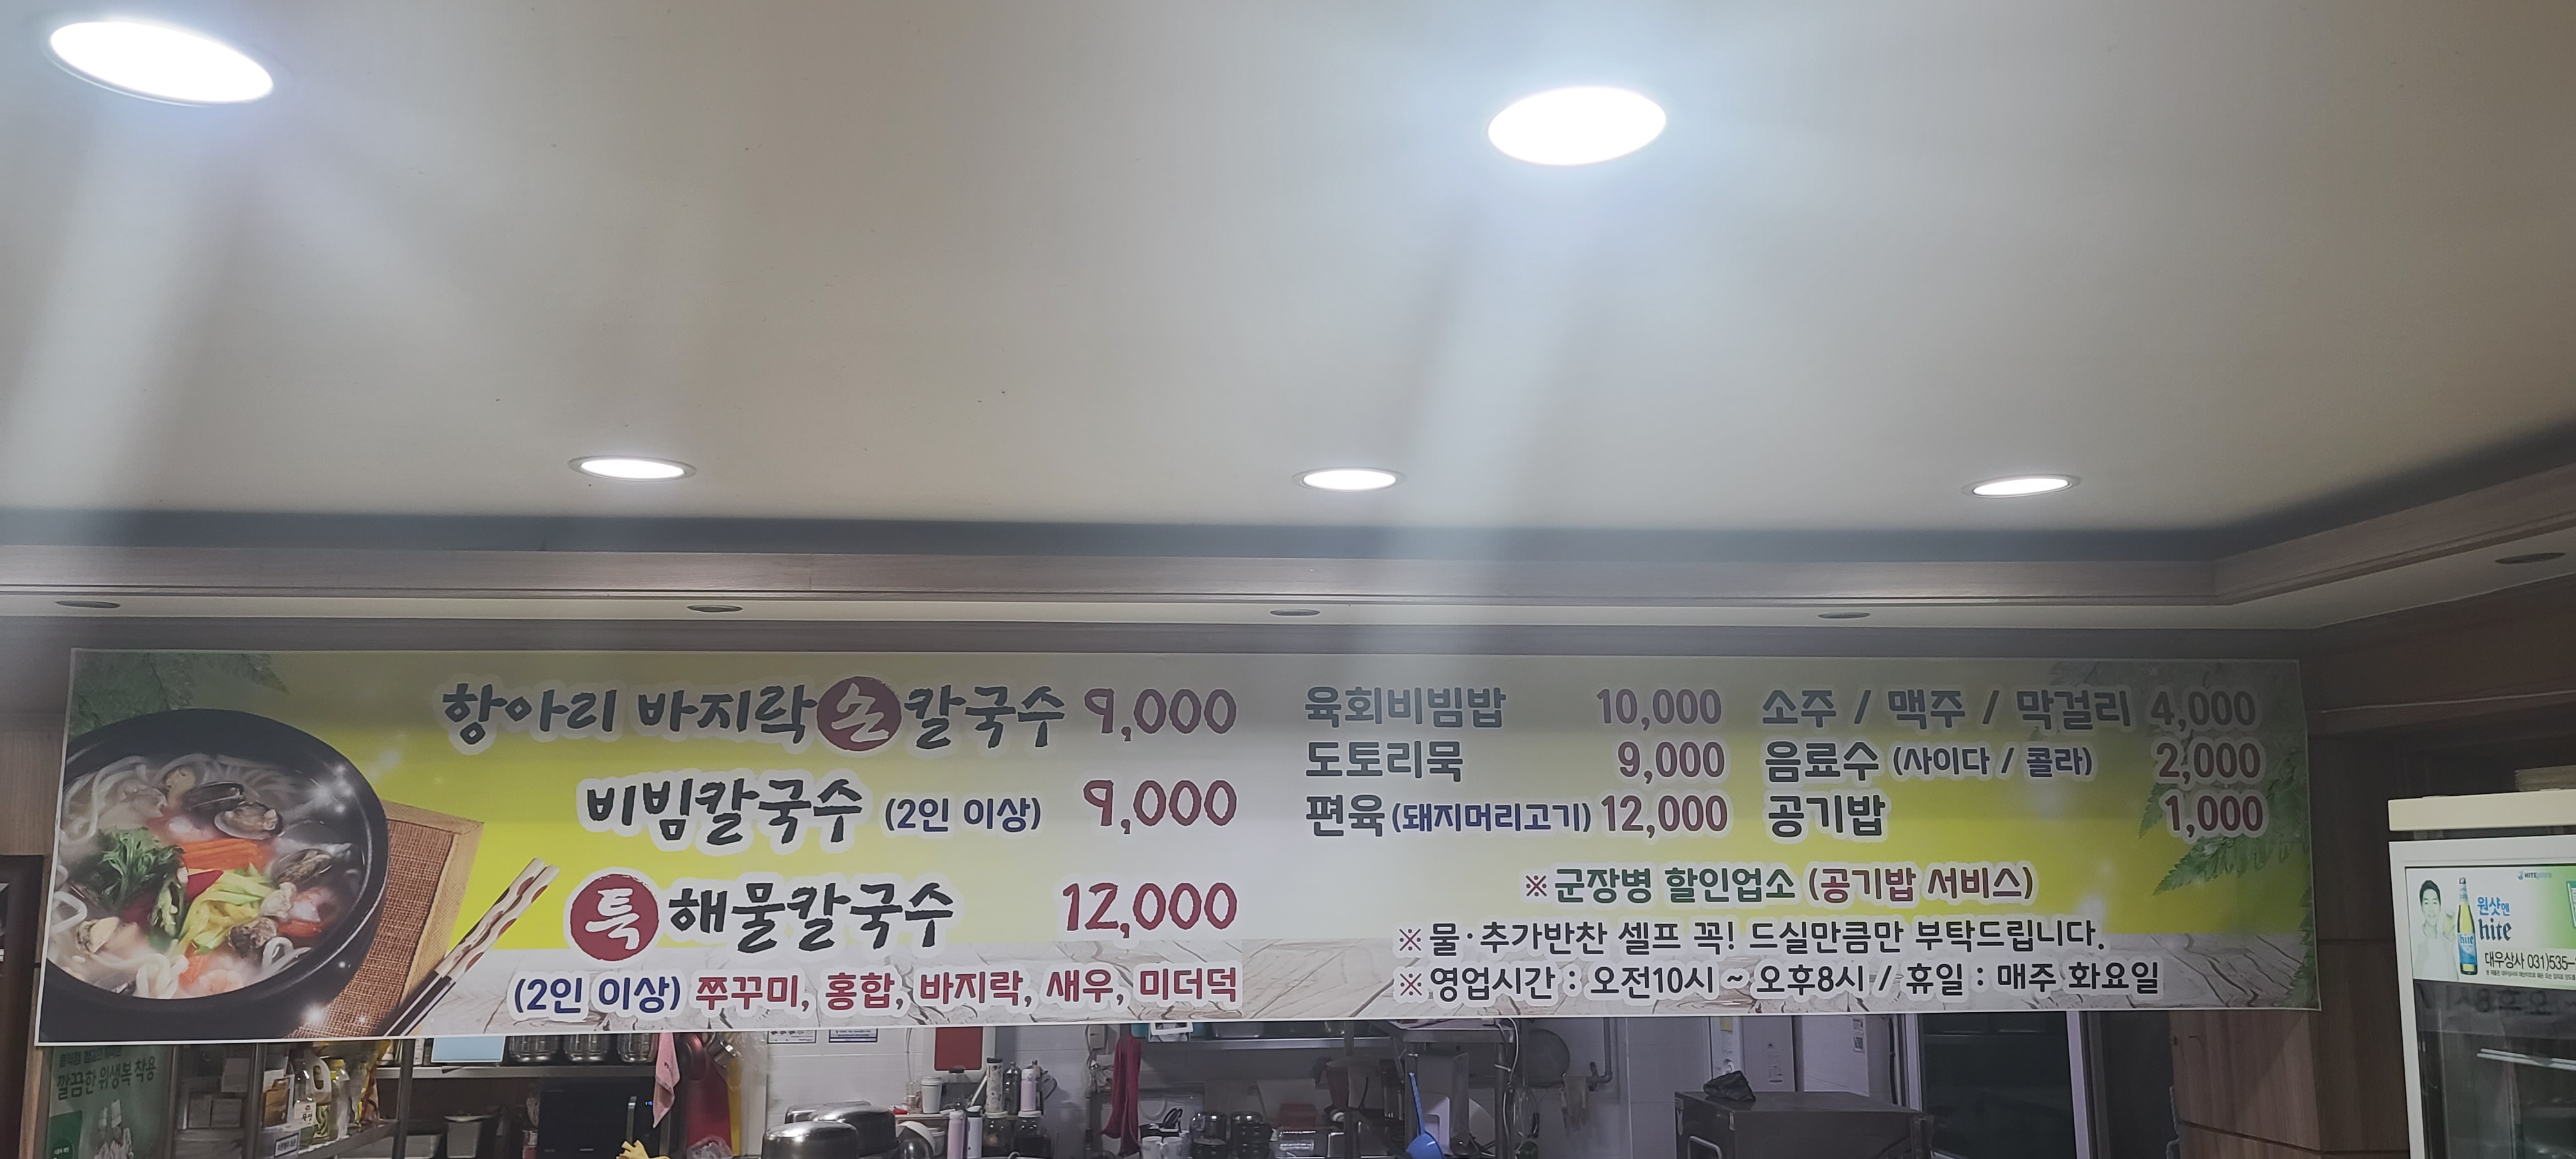 항아리 바지락손칼국수 9,000
비빔칼국수 (2인 이상) 9,000
특해물칼국수 12,000
(2인 이상) 쭈꾸미, 홍합, 바지락, 새우, 미더덕
육회비빔밥 10,000
도토리묵 9,000
편육(돼지머리고기) 12,000
소주 / 맥주 / 막걸리 4,000
음료수 (사이다 / 콜라) 2,000
공기밥 1,000
※군장병 할인업소 (공기밥 서비스)
※물·추가반찬 셀프 꼭! 드실만큼만 부탁드립니다.
※영업시간 : 오전10시 ~ 오후8시 / 휴일 : 매주 화요일
깔끔한 위생복 착용
원샷엔
hite
대우상사 031)535-